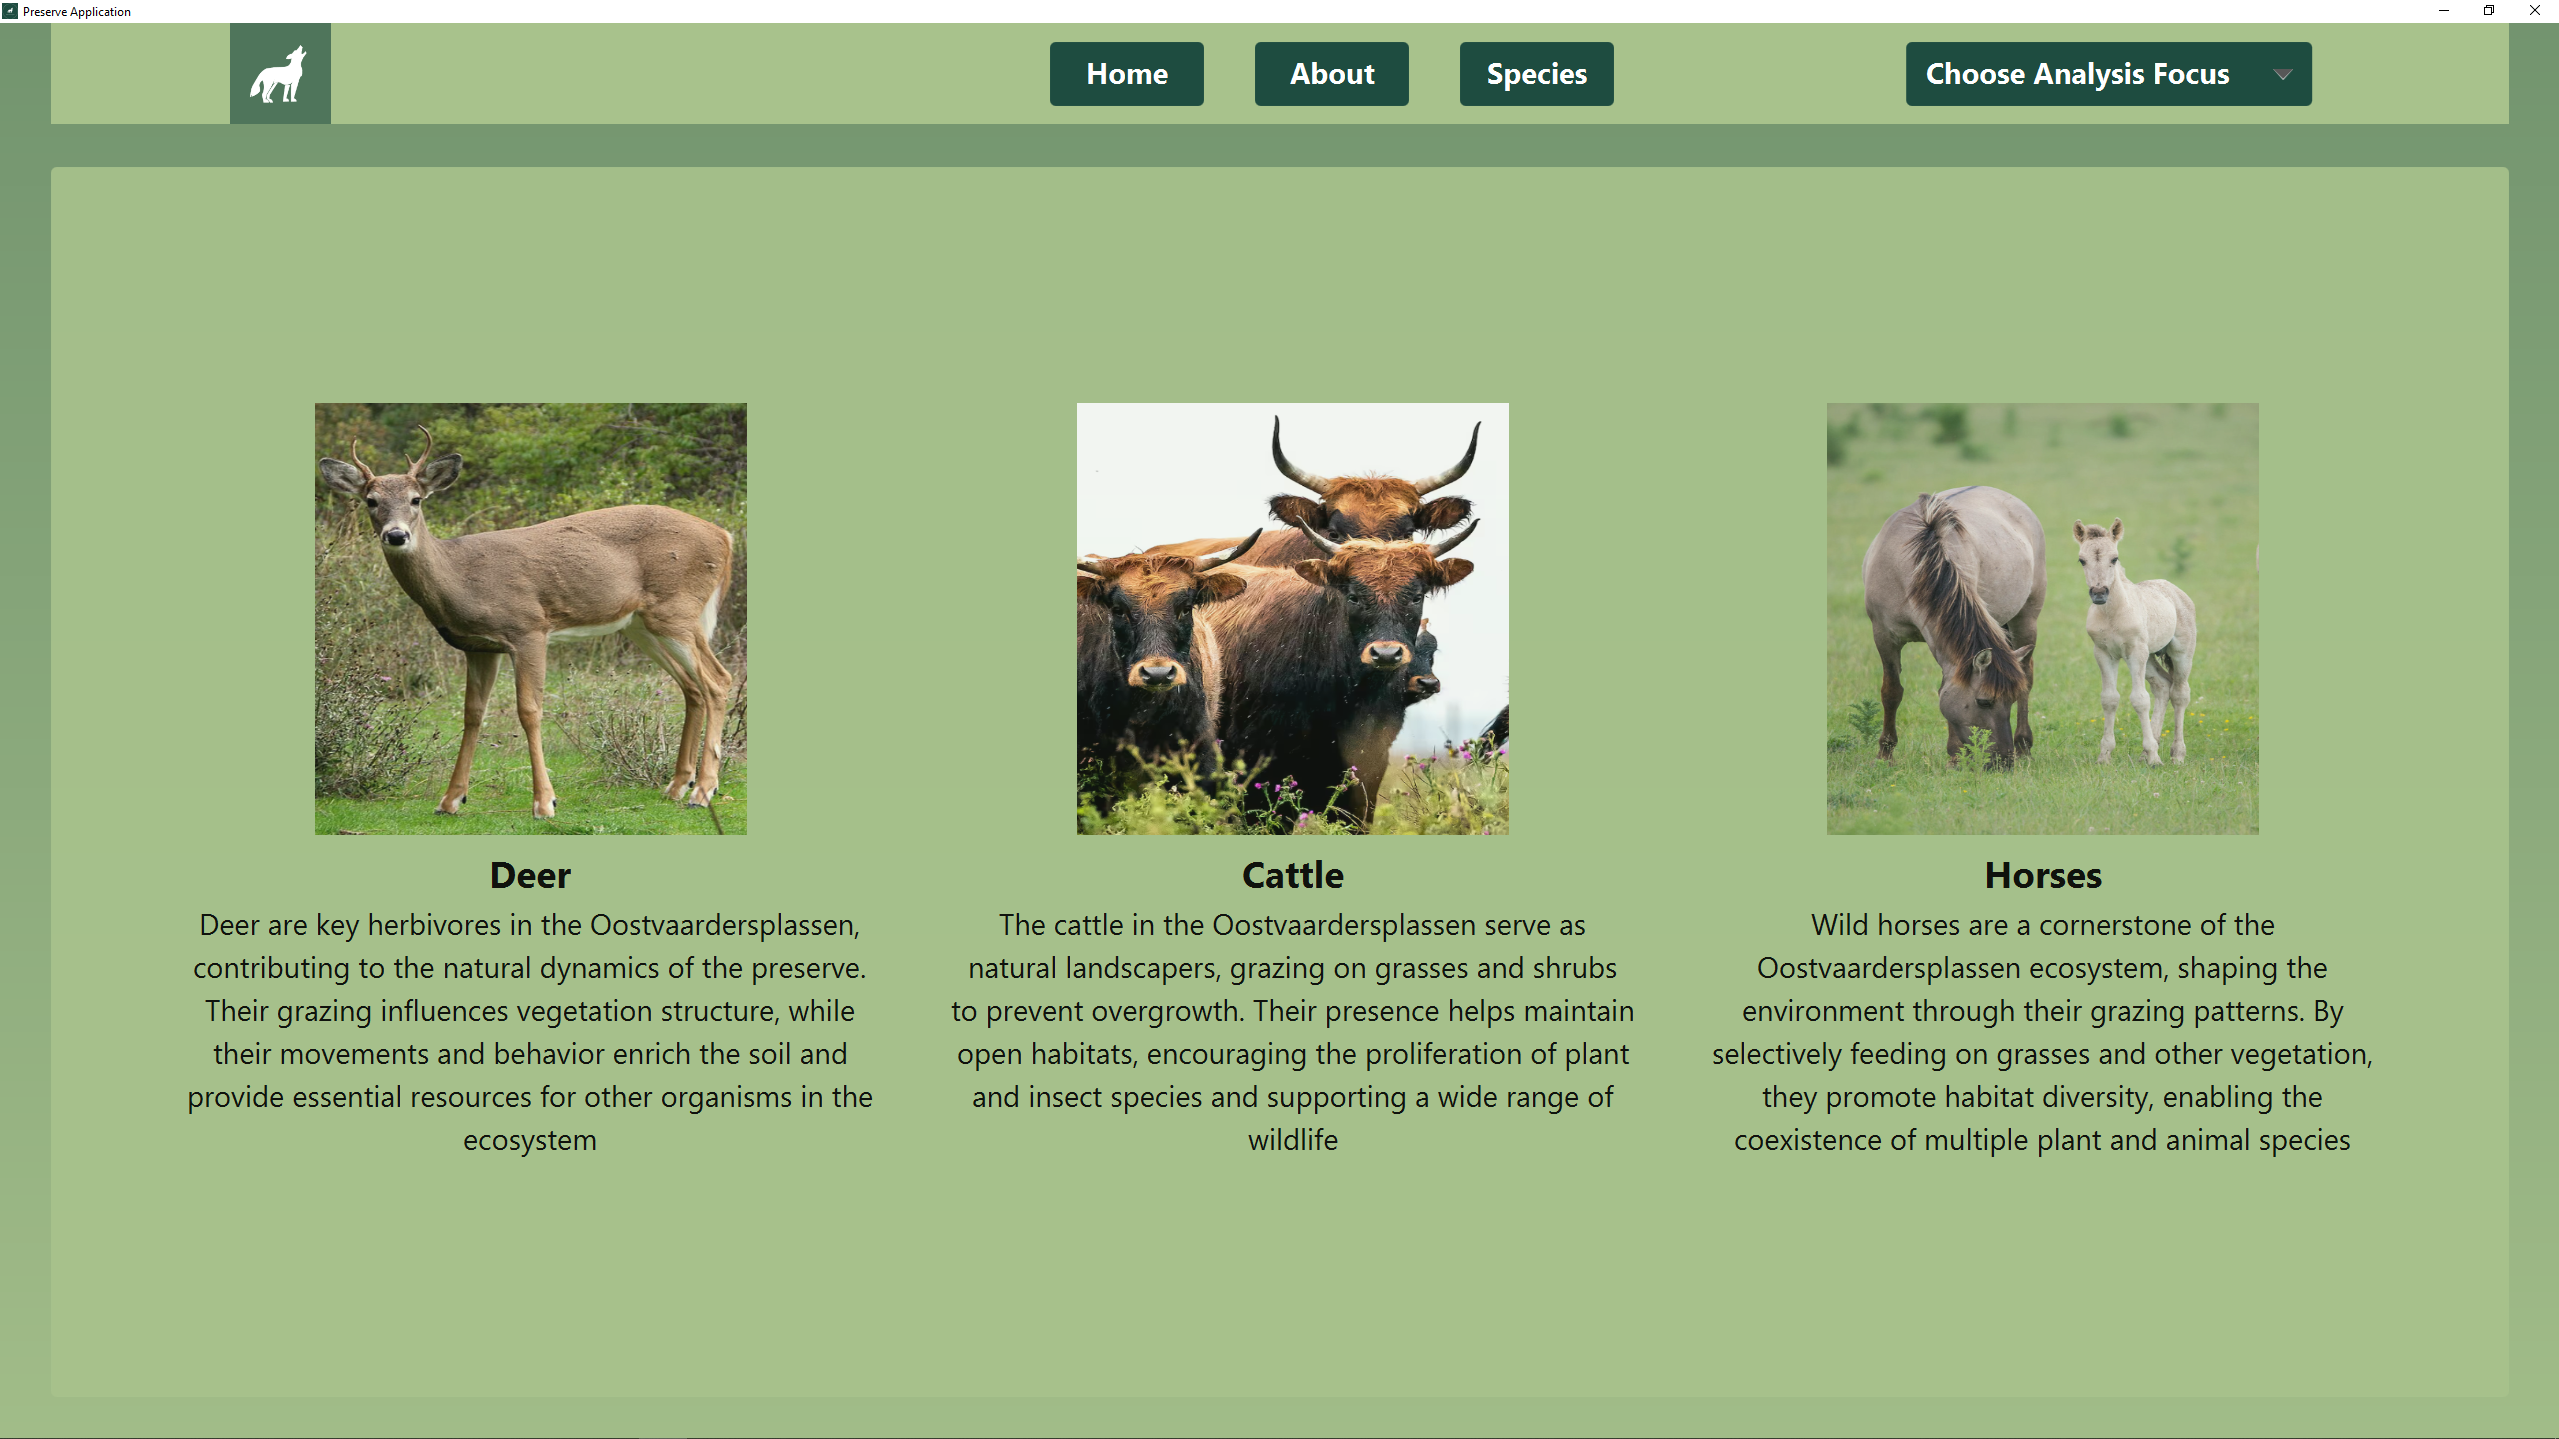 Preserve Application
Home
About
Species
Choose Analysis Focus
Deer
Deer are key herbivores in the Oostvaardersplassen,
contributing to the natural dynamics of the preserve.
Their grazing influences vegetation structure, while
their movements and behavior enrich the soil and
provide essential resources for other organisms in the
ecosystem
Cattle
The cattle in the Oostvaardersplassen serve as
natural landscapers, grazing on grasses and shrubs
to prevent overgrowth. Their presence helps maintain
open habitats, encouraging the proliferation of plant
and insect species and supporting a wide range of
wildlife
Horses
Wild horses are a cornerstone of the
Oostvaardersplassen ecosystem, shaping the
environment through their grazing patterns. By
selectively feeding on grasses and other vegetation,
they promote habitat diversity, enabling the
coexistence of multiple plant and animal species